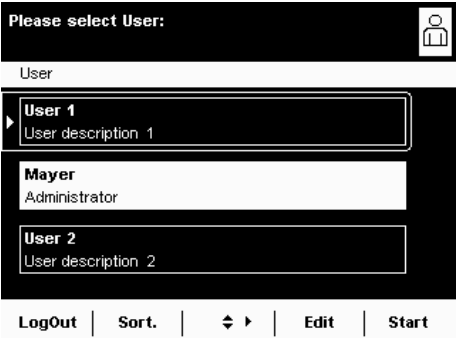 Please select User:
User
User 1
User description 1
Mayer
Administrator
User 2
User description 2
LogOut Sort. Edit Start